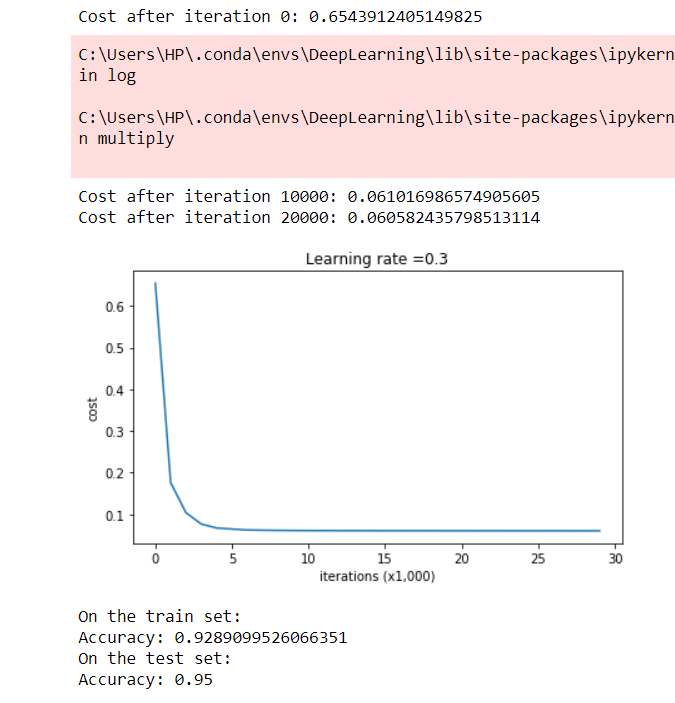 Cost after iteration 0: 0.6543912405149825
C:\Users\HP\.conda\envs\DeepLearning\lib\site-packages\ipykern
in log
C:\Users\HP\.conda\envs\DeepLearning\lib\site-packages\ipykern
n multiply
Cost after iteration 10000: 0.061016986574905605
Cost after iteration 20000: 0.060582435798513114
Learning rate =0.3
0.6
0.5
0.4
0.3
0.2
0.1
cost
0 5 10 15 20 25 30
iterations (x1,000)
On the train set:
Accuracy: 0.9289099526066351
On the test set:
Accuracy: 0.95